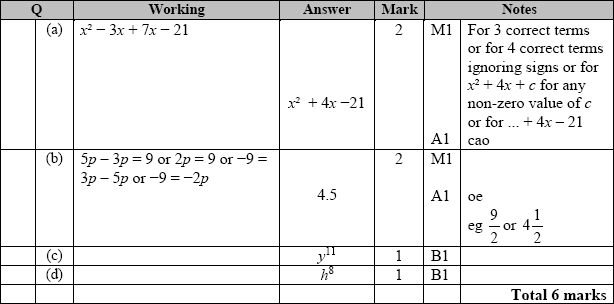 Q Working Answer Mark Notes
(a) x² − 3x + 7x − 21 2 M1 For 3 correct terms
or for 4 correct terms
ignoring signs or for
x² + 4x + c for any
x² + 4x −21 non-zero value of c
or for ... + 4x − 21
A1 cao
(b) 5p – 3p = 9 or 2p = 9 or −9 = 2 M1
3p – 5p or −9 = −2p
4.5 A1 oe
eg 9/2 or 4 1/2
(c) y¹¹ 1 B1
(d) h⁸ 1 B1
Total 6 marks